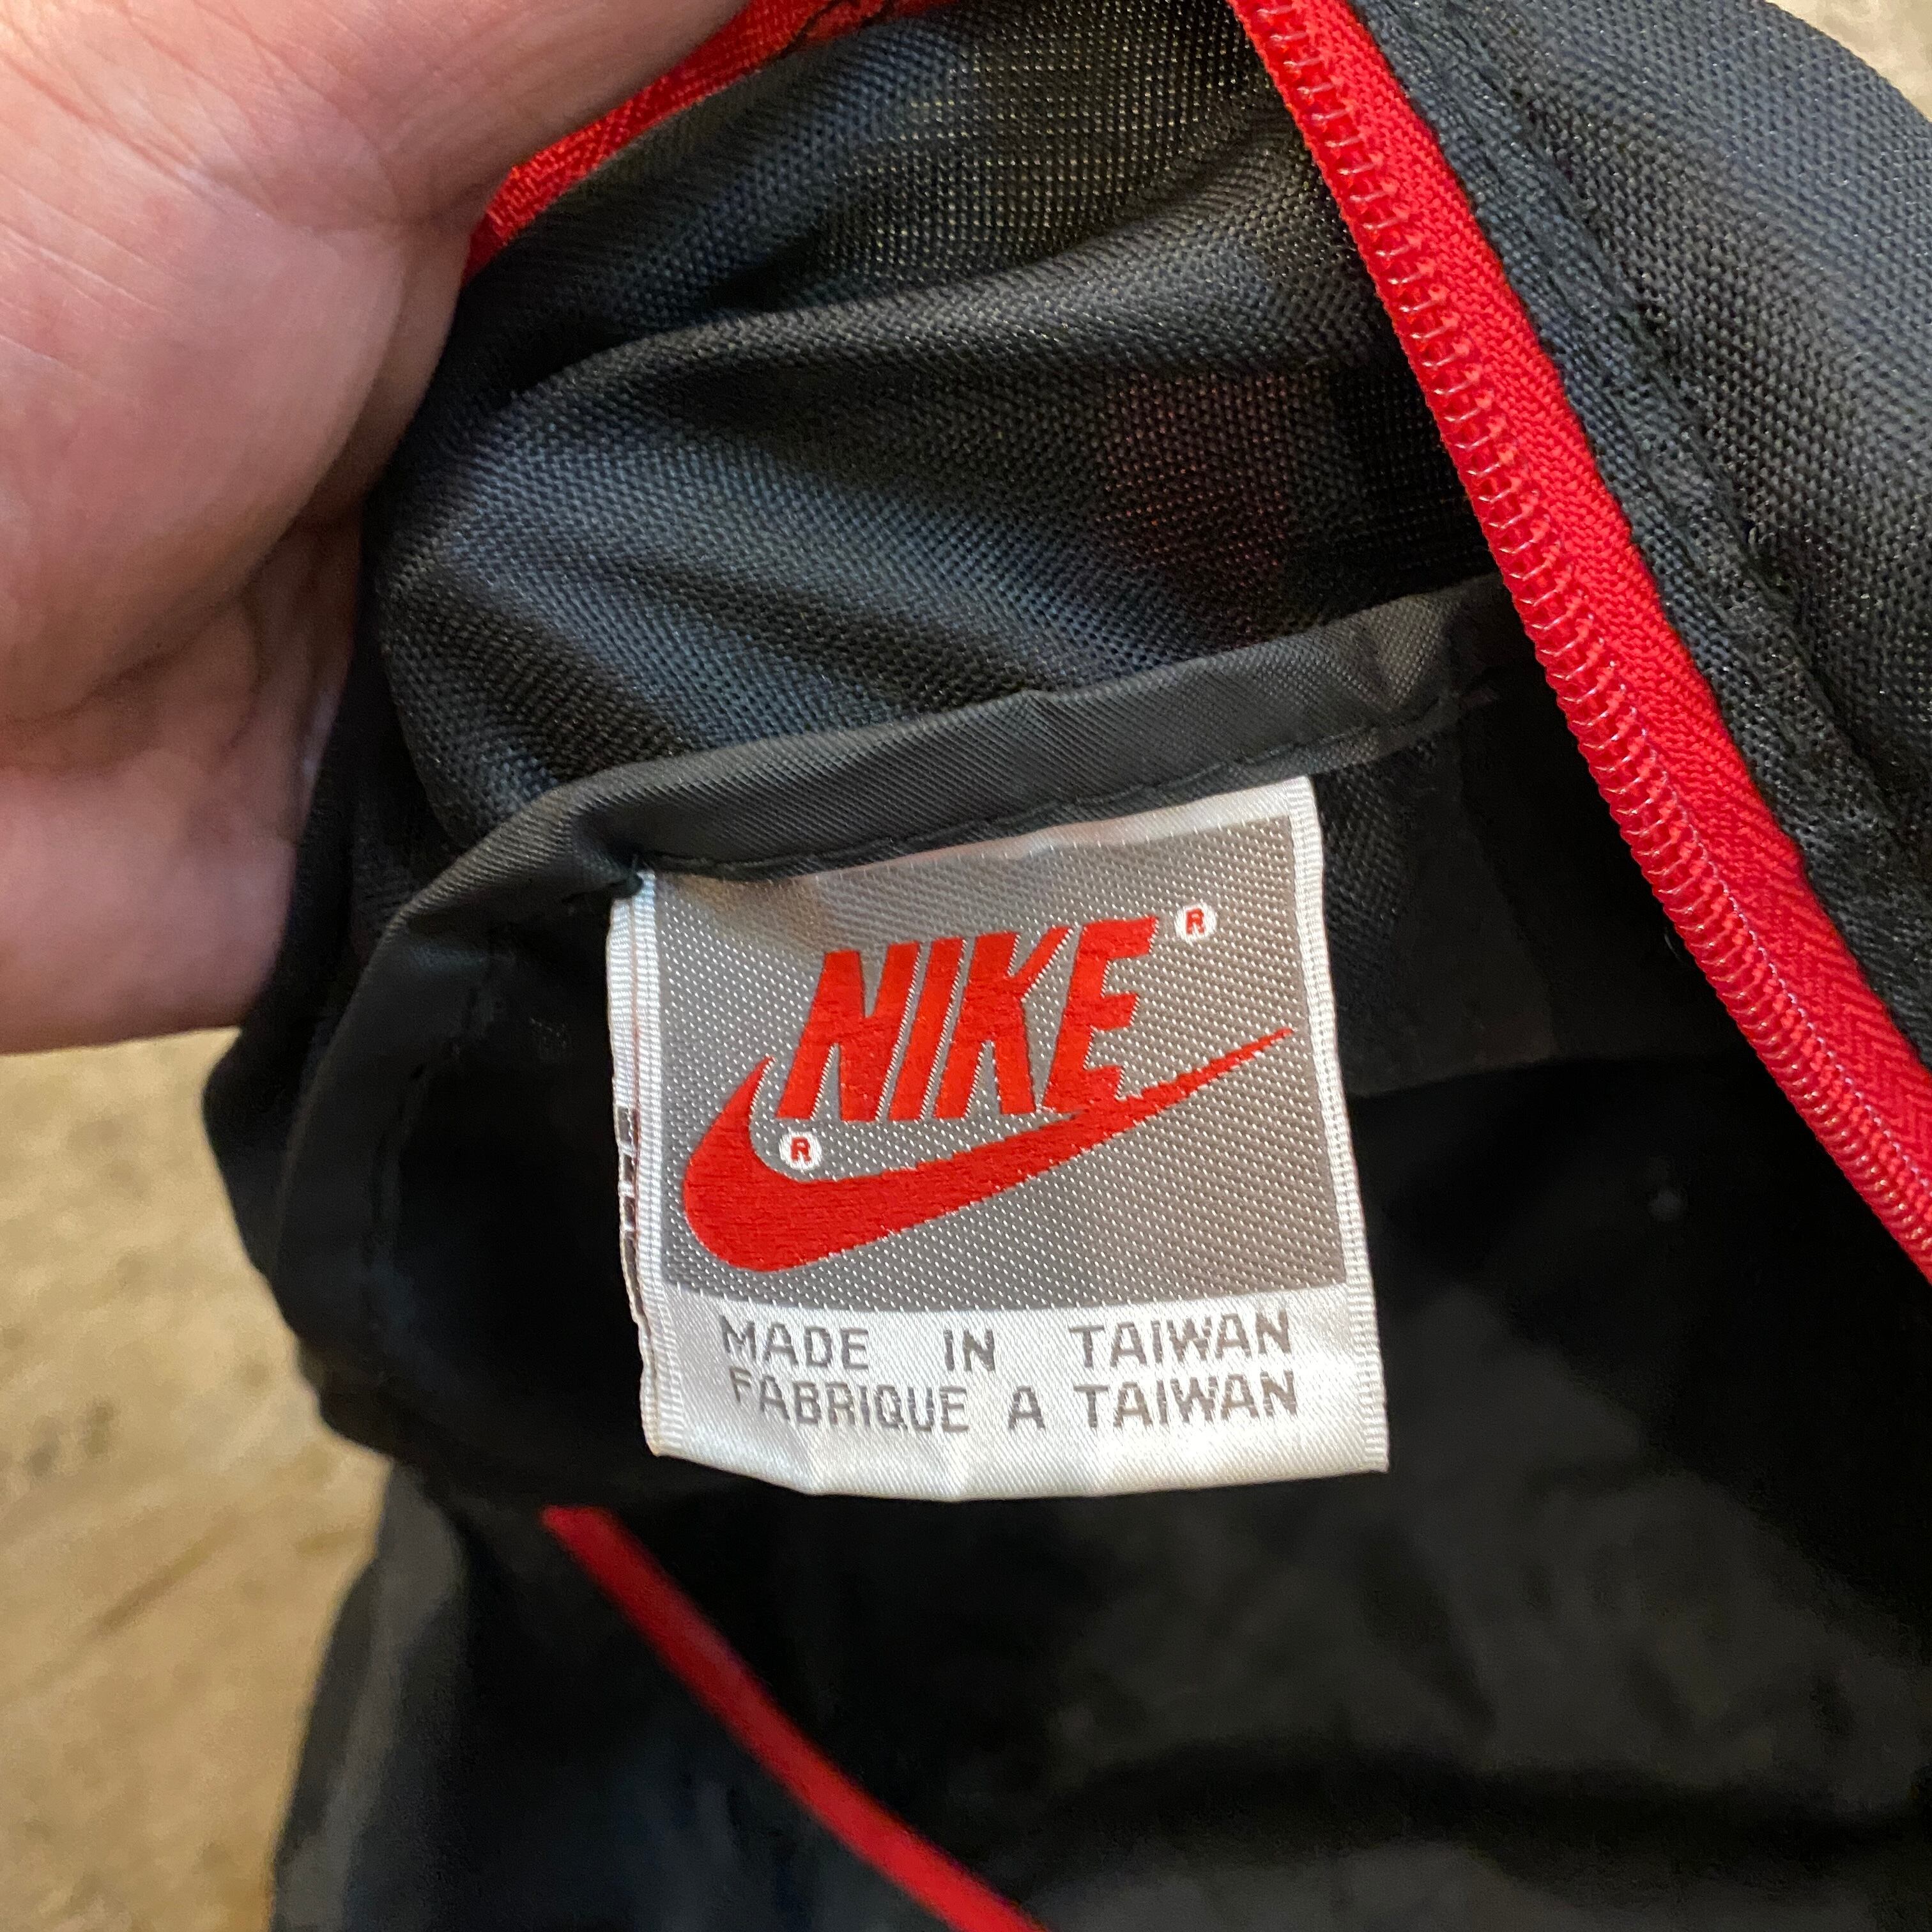 NIKE ®
®
MADE IN TAIWAN
FABRIQUE A TAIWAN